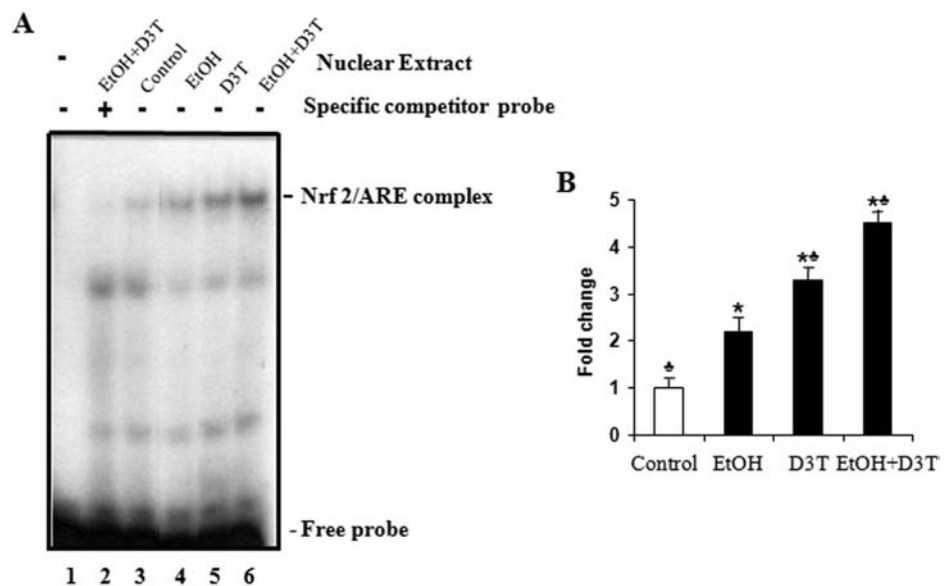 A
- EtOH+D3T Control EtOH D3T EtOH+D3T Nuclear Extract
- + - - - - Specific competitor probe
- Nrf 2/ARE complex
- Free probe
1 2 3 4 5 6
B
Fold change
5
4
3
2
1
0
*♣
*♣
*
♣
Control EtOH D3T EtOH+D3T